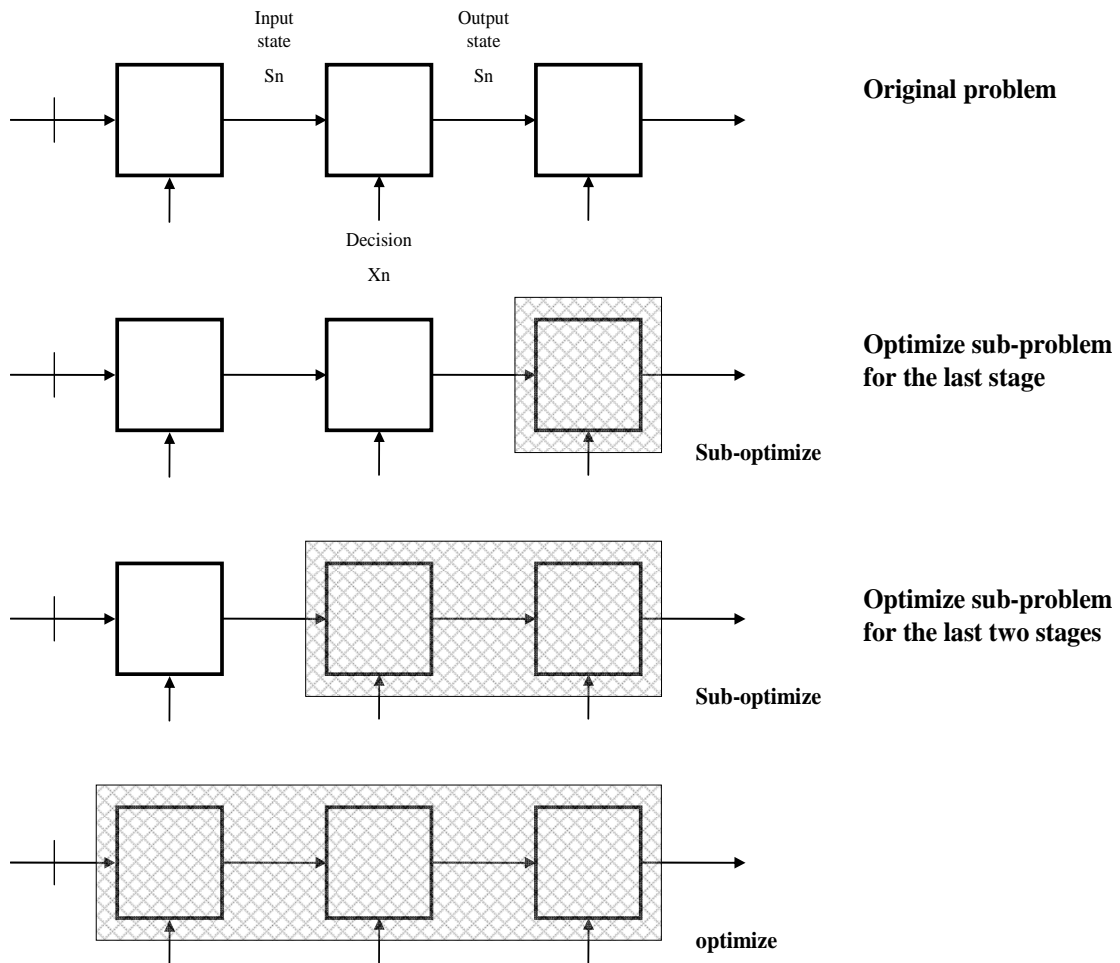 Input
state
Sn
Output
state
Sn
Original problem
Decision
Xn
Optimize sub-problem
for the last stage
Sub-optimize
Optimize sub-problem
for the last two stages
Sub-optimize
optimize